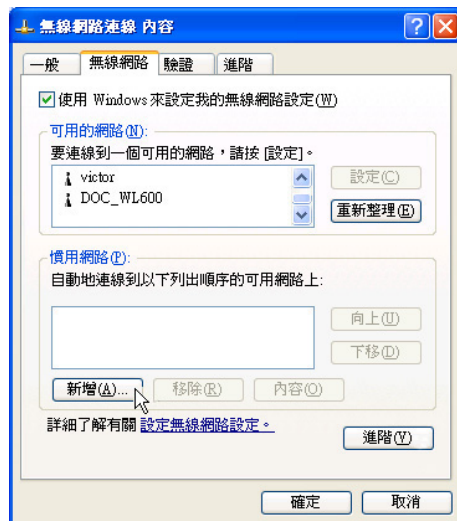 無線網路連線 內容
一般 無線網路 驗證 進階
使用 Windows 來設定我的無線網路設定(W)
可用的網路(N):
要連線到一個可用的網路，請按 [設定]。
victor 設定(C)
DOC_WL600
重新整理(E)
慣用網路(P):
自動地連線到以下列出順序的可用網路上:
向上(U)
下移(D)
新增(A)... 移除(R) 內容(O)
詳細了解有關 設定無線網路設定。
進階(V)
確定 取消